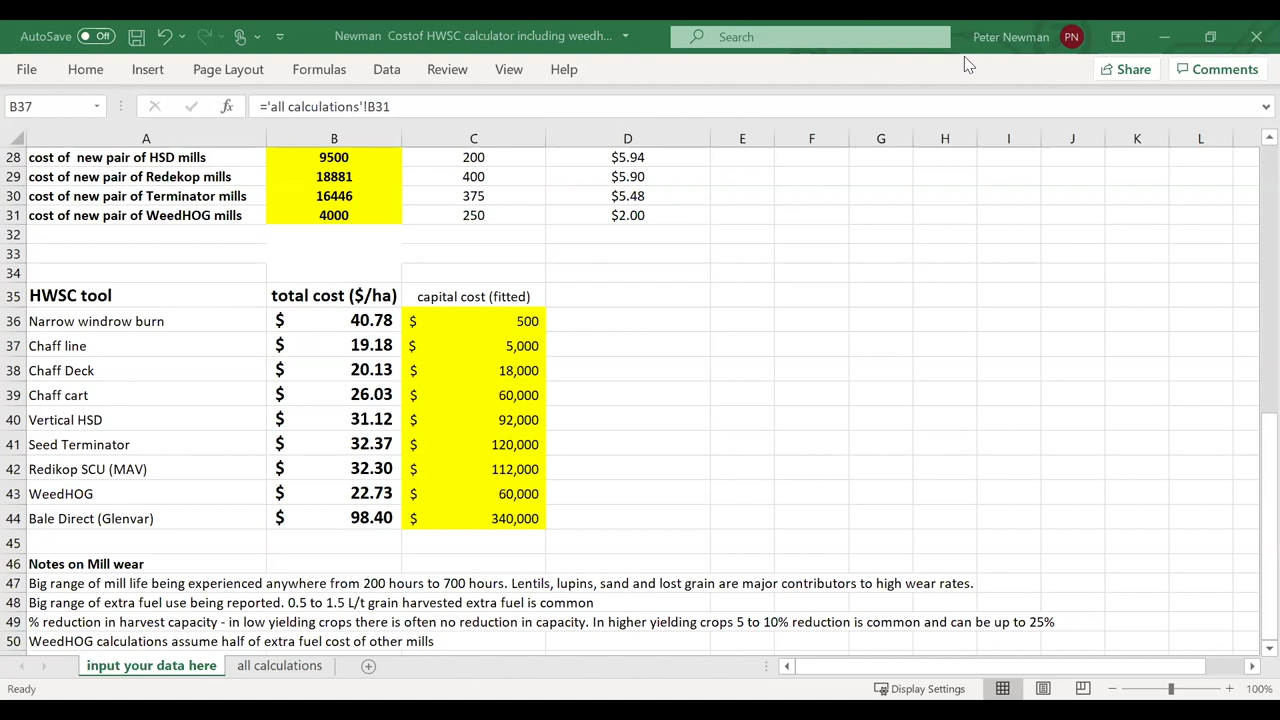 AutoSave Off Newman Costof HWSC calculator including weedh... Search Peter Newman PN
File Home Insert Page Layout Formulas Data Review View Help Share Comments
B37 fx ='all calculations'!B31
A B C D E F G H I J K L
28 cost of new pair of HSD mills 9500 200 $5.94
29 cost of new pair of Redekop mills 18881 400 $5.90
30 cost of new pair of Terminator mills 16446 375 $5.48
31 cost of new pair of WeedHOG mills 4000 250 $2.00
32
33
34
35 HWSC tool total cost ($/ha) capital cost (fitted)
36 Narrow windrow burn $ 40.78 $ 500
37 Chaff line $ 19.18 $ 5,000
38 Chaff Deck $ 20.13 $ 18,000
39 Chaff cart $ 26.03 $ 60,000
40 Vertical HSD $ 31.12 $ 92,000
41 Seed Terminator $ 32.37 $ 120,000
42 Redikop SCU (MAV) $ 32.30 $ 112,000
43 WeedHOG $ 22.73 $ 60,000
44 Bale Direct (Glenvar) $ 98.40 $ 340,000
45
46 Notes on Mill wear
47 Big range of mill life being experienced anywhere from 200 hours to 700 hours. Lentils, lupins, sand and lost grain are major contributors to high wear rates.
48 Big range of extra fuel use being reported. 0.5 to 1.5 L/t grain harvested extra fuel is common
49 % reduction in harvest capacity - in low yielding crops there is often no reduction in capacity. In higher yielding crops 5 to 10% reduction is common and can be up to 25%
50 WeedHOG calculations assume half of extra fuel cost of other mills
input your data here all calculations
Ready Display Settings 100%